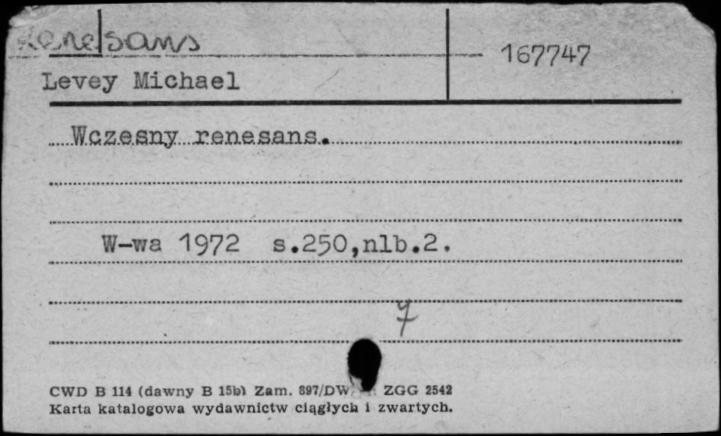 Renesans
167747
Levey Michael
Wczesny renesans.
W-wa 1972 s.250,nlb.2.
7
CWD B 114 (dawny B 15b) Zam. 897/DW ZGG 2542
Karta katalogowa wydawnictw ciągłych i zwartych.